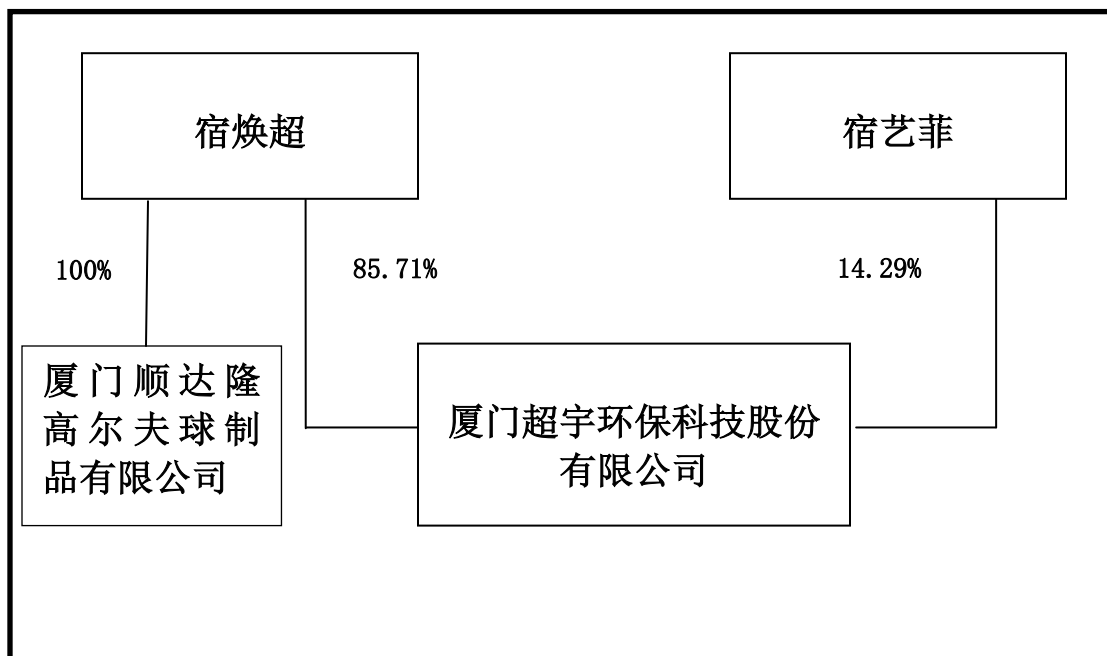 宿焕超
宿艺菲
100%
85.71%
14.29%
厦门顺达隆
高尔夫球制
品有限公司
厦门超宇环保科技股份
有限公司